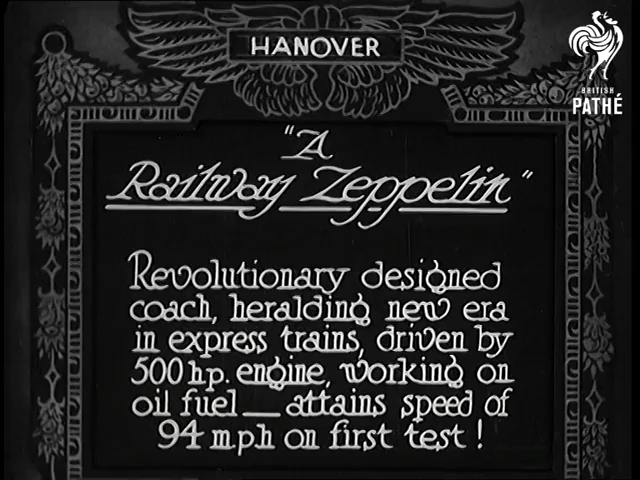 HANOVER
BRITISH
PATHÉ
"A
Railway Zeppelin"
Revolutionary designed
coach, heralding new era
in express trains, driven by
500 h.p. engine, working on
oil fuel — attains speed of
94 mph on first test!